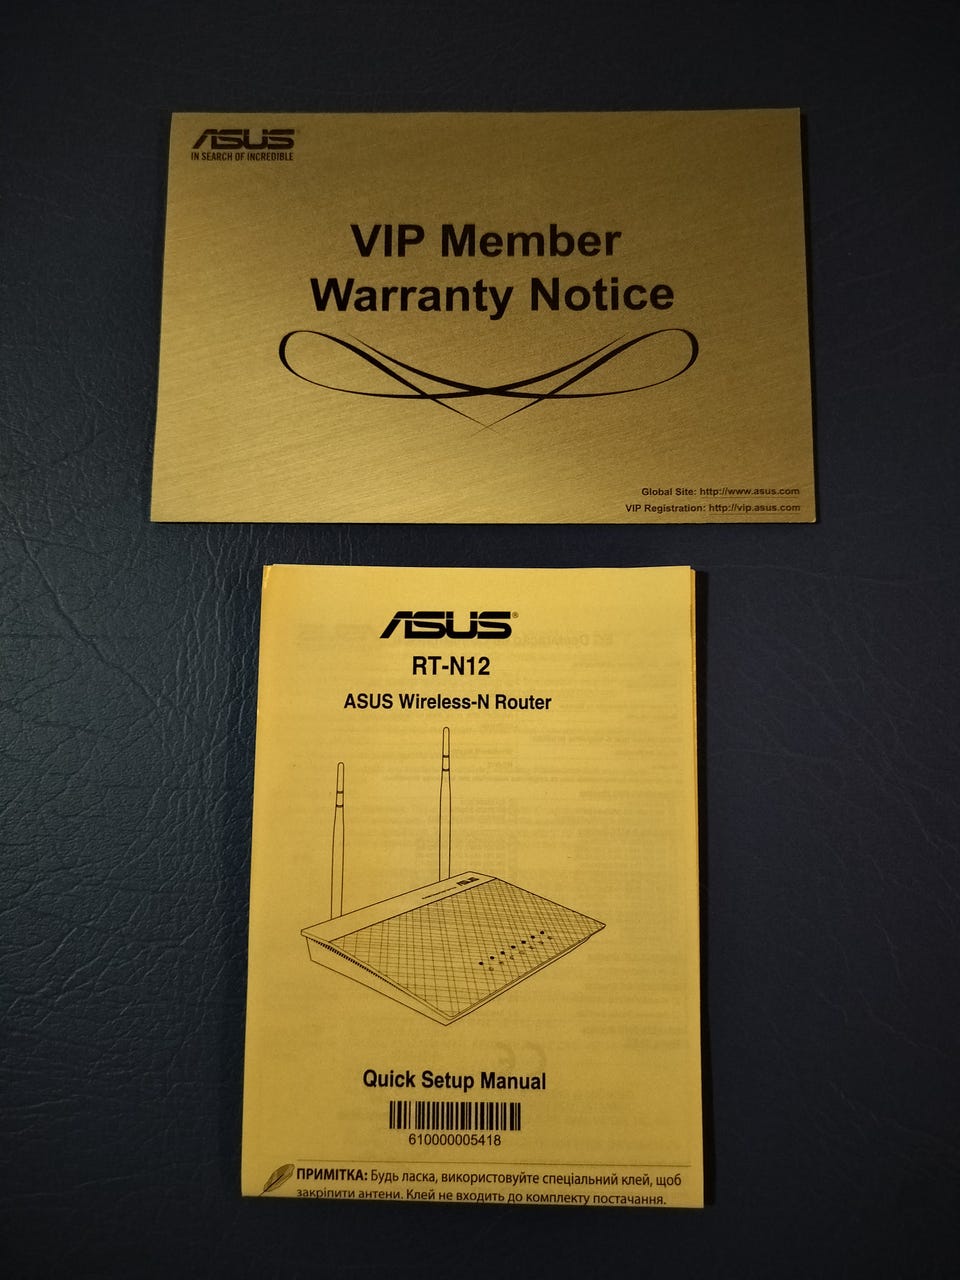 ASUS
IN SEARCH OF INCREDIBLE
VIP Member
Warranty Notice
Global Site: http://www.asus.com
VIP Registration: http://vip.asus.com
ASUS®
RT-N12
ASUS Wireless-N Router
ASUS
Quick Setup Manual
610000005418
ПРИМІТКА: Будь ласка, використовуйте спеціальний клей, щоб
закріпити антени. Клей не входить до комплекту постачання.